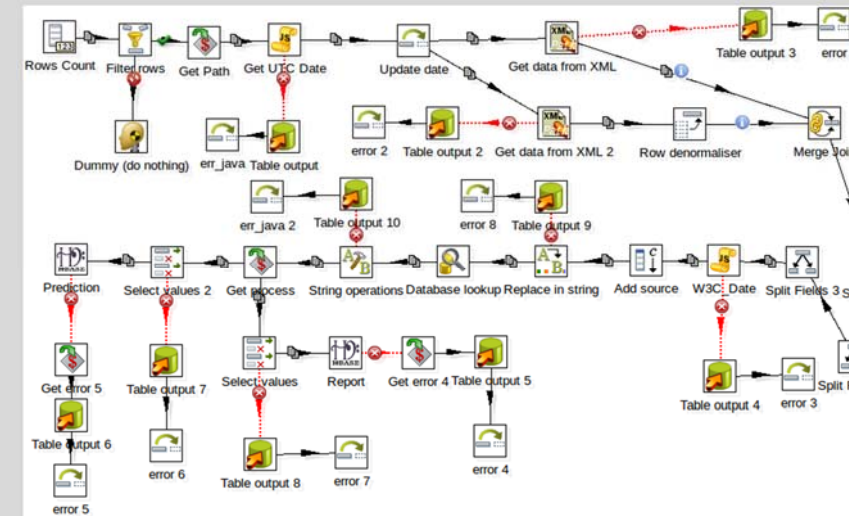 Rows Count
Filter rows
Get Path
Get UTC Date
Update date
Get data from XML
Table output 3
error
Dummy (do nothing)
err_java
Table output
error 2
Table output 2
Get data from XML 2
Row denormaliser
Merge Joi
err_java 2
Table output 10
error 8
Table output 9
Prediction
Select values 2
Get process
String operations
Database lookup
Replace in string
Add source
W3C_Date
Split Fields 3
S
Get error 5
Table output 7
Select values
Report
Get error 4
Table output 5
Table output 4
error 3
Split
Table output 6
error 6
Table output 8
error 7
error 4
error 5